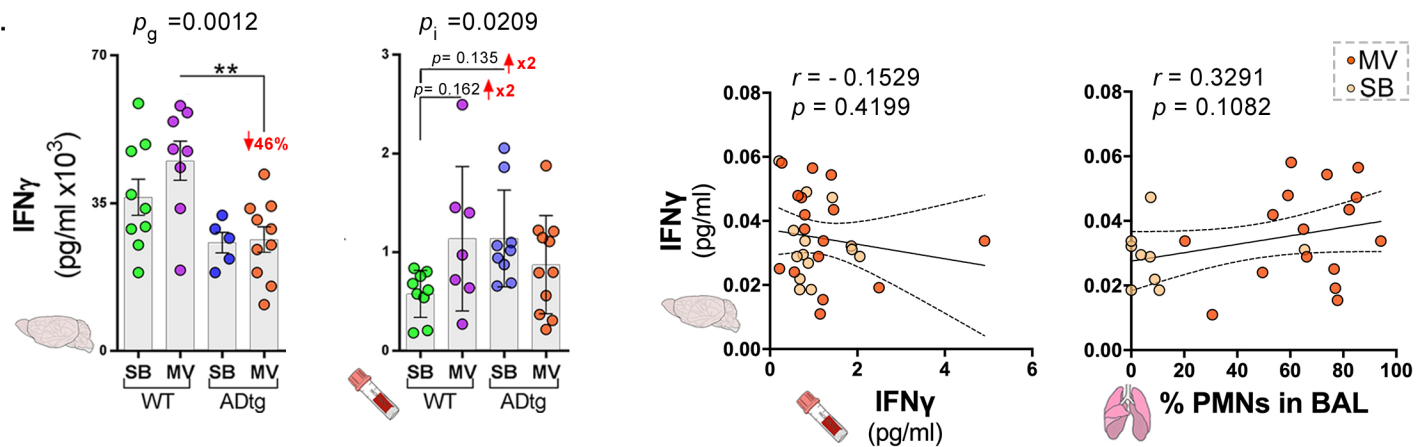 .
pg =0.0012
70
**
↓46%
35
0
IFNγ
(pg/ml x10³)
SB MV SB MV
WT ADtg
pi =0.0209
3
p= 0.135 ↑x2
p= 0.162 ↑x2
2
1
0
SB MV SB MV
WT ADtg
r = - 0.1529
p = 0.4199
0.08
0.06
0.04
0.02
0.00
IFNγ
(pg/ml)
0 2 4 6
IFNγ
(pg/ml)
r = 0.3291
p = 0.1082
0.08
0.06
0.04
0.02
0.00
0 20 40 60 80 100
% PMNs in BAL
MV
SB